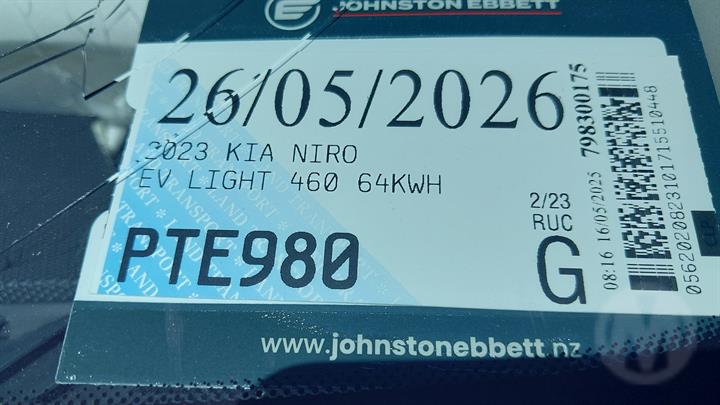 JOHNSTON EBBETT
26/05/2026
2023 KIA NIRO
EV LIGHT 460 64KWH
2/23
RUC
PTE980
G
08:16 16/05/2025 798300175
0562020823101715510448
www.johnstonebbett.nz